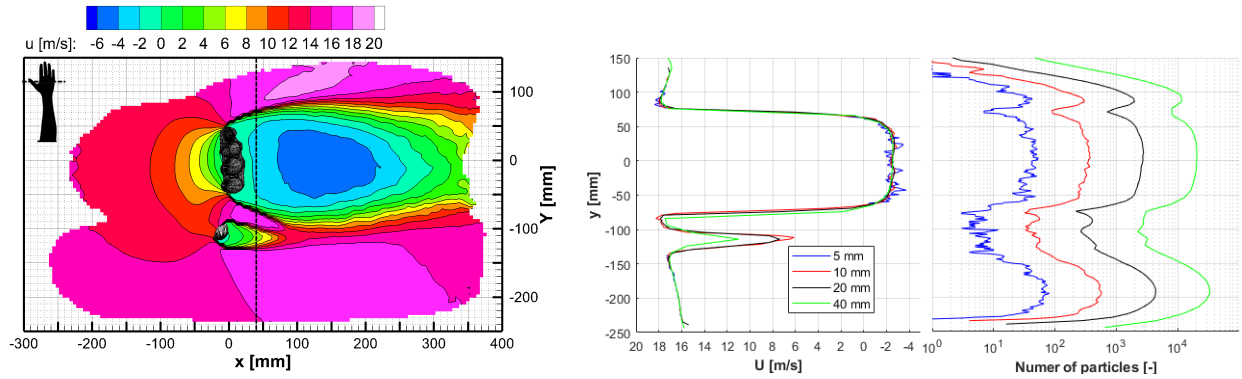 u [m/s]: -6 -4 -2 0 2 4 6 8 10 12 14 16 18 20
100
0
-100
-200
Y [mm]
-300 -200 -100 0 100 200 300 400
x [mm]
150
100
50
0
-50
-100
-150
-200
-250
y [mm]
5 mm
10 mm
20 mm
40 mm
20 18 16 14 12 10 8 6 4 2 0 -2 -4
U [m/s]
10^0 10^1 10^2 10^3 10^4
Numer of particles [-]